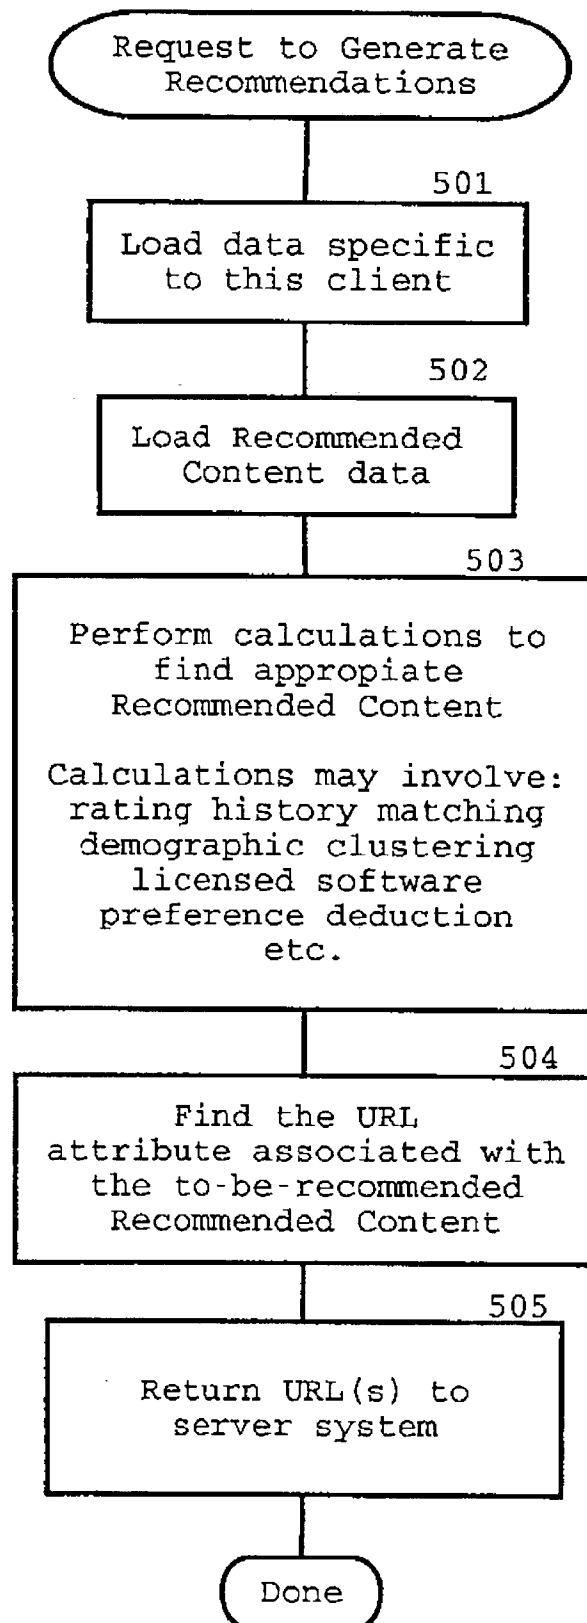 Request to Generate
Recommendations
501
Load data specific
to this client
502
Load Recommended
Content data
503
Perform calculations to
find appropiate
Recommended Content
Calculations may involve:
rating history matching
demographic clustering
licensed software
preference deduction
etc.
504
Find the URL
attribute associated with
the to-be-recommended
Recommended Content
505
Return URL(s) to
server system
Done